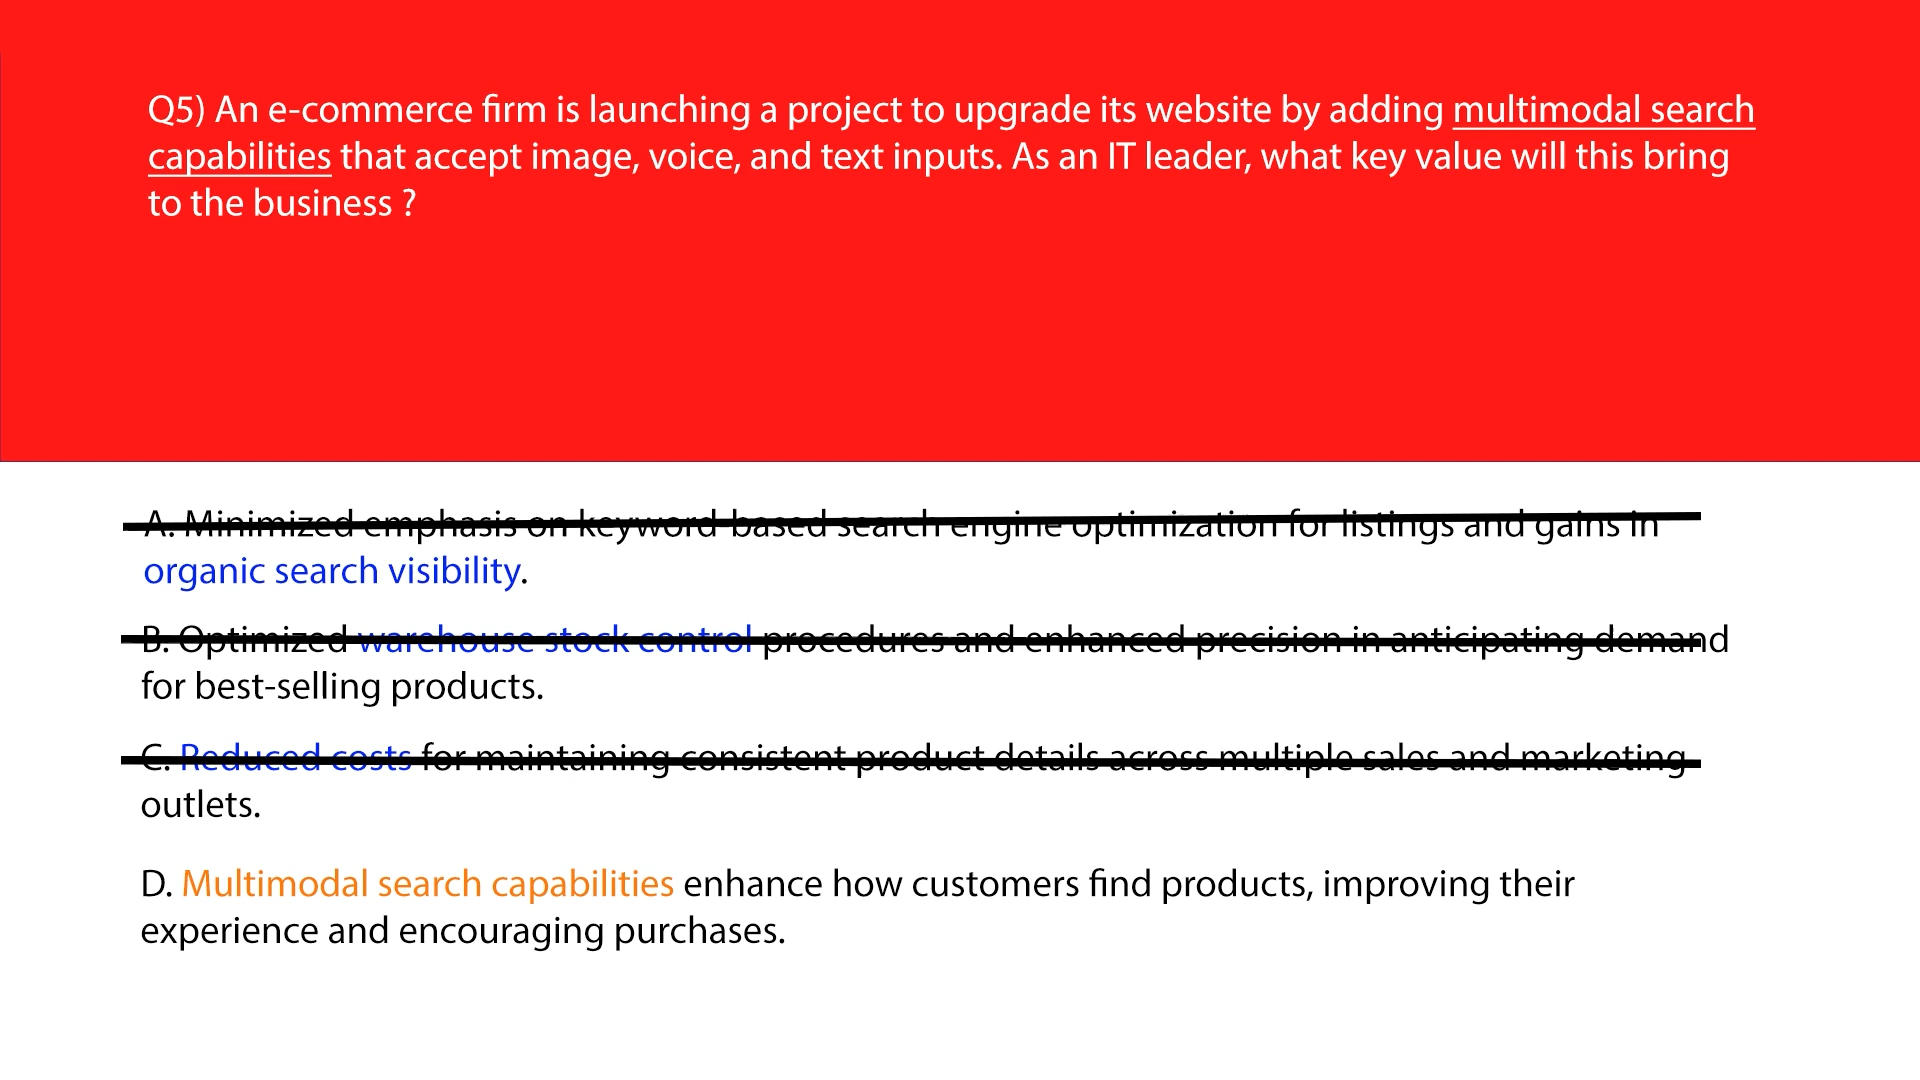 Q5) An e-commerce firm is launching a project to upgrade its website by adding multimodal search
capabilities that accept image, voice, and text inputs. As an IT leader, what key value will this bring
to the business ?
A. Minimized emphasis on keyword-based search engine optimization for listings and gains in
organic search visibility.
B. Optimized warehouse stock control procedures and enhanced precision in anticipating demand
for best-selling products.
C. Reduced costs for maintaining consistent product details across multiple sales and marketing
outlets.
D. Multimodal search capabilities enhance how customers find products, improving their
experience and encouraging purchases.